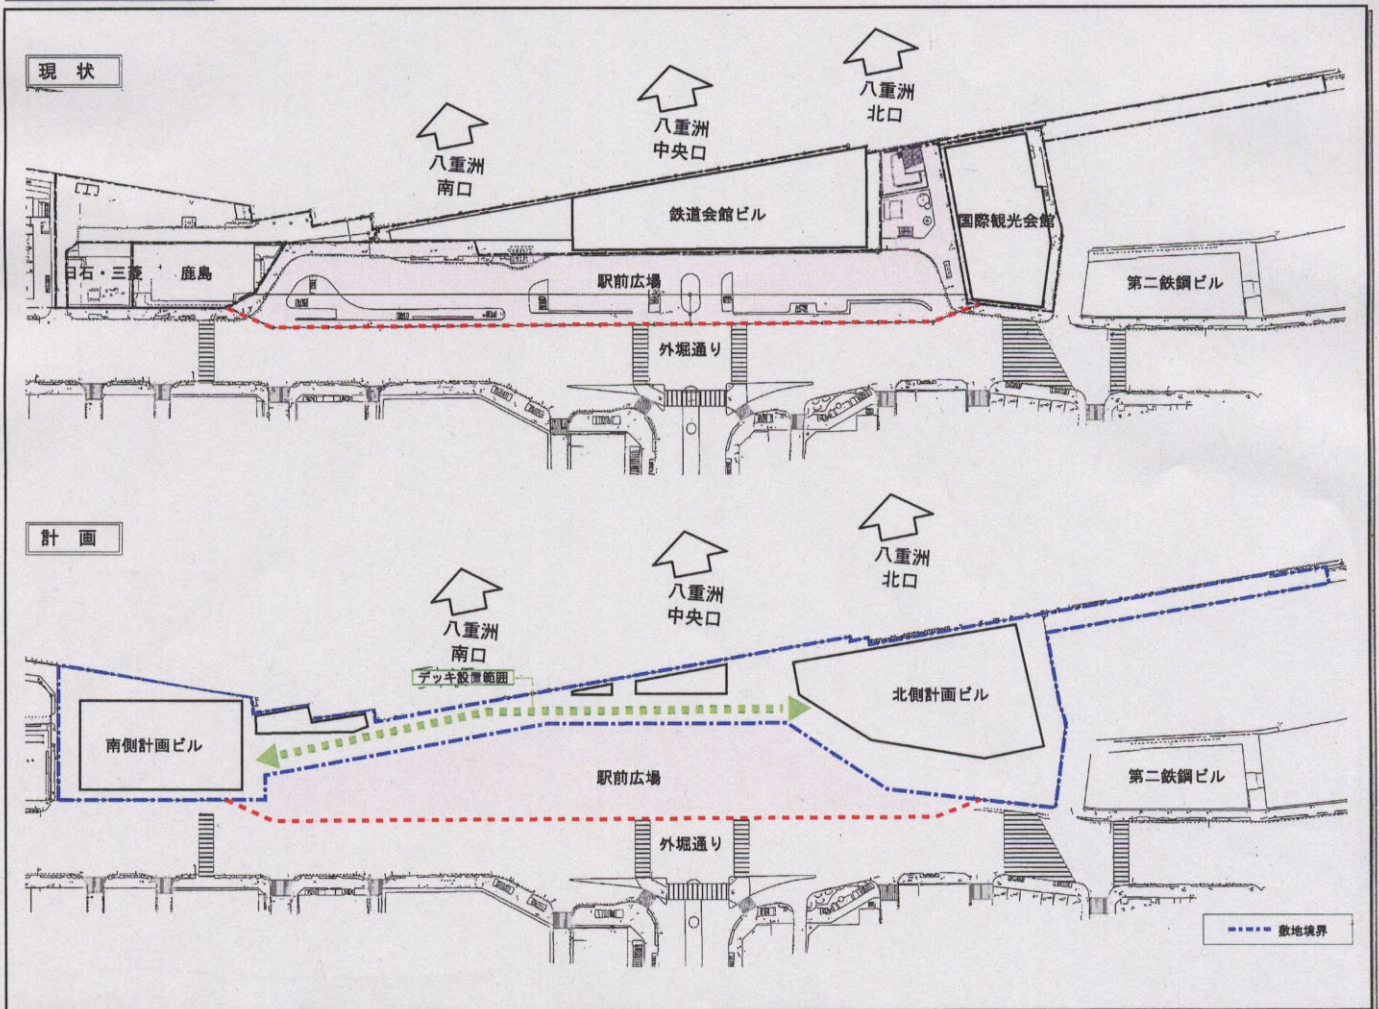 現 状
八重洲
北口
八重洲
中央口
八重洲
南口
鉄道会館ビル
国際観光会館
日石・三菱
鹿島
駅前広場
第二鉄鋼ビル
外堀通り
計 画
八重洲
北口
八重洲
中央口
八重洲
南口
デッキ設置範囲
北側計画ビル
南側計画ビル
駅前広場
第二鉄鋼ビル
外堀通り
敷地境界